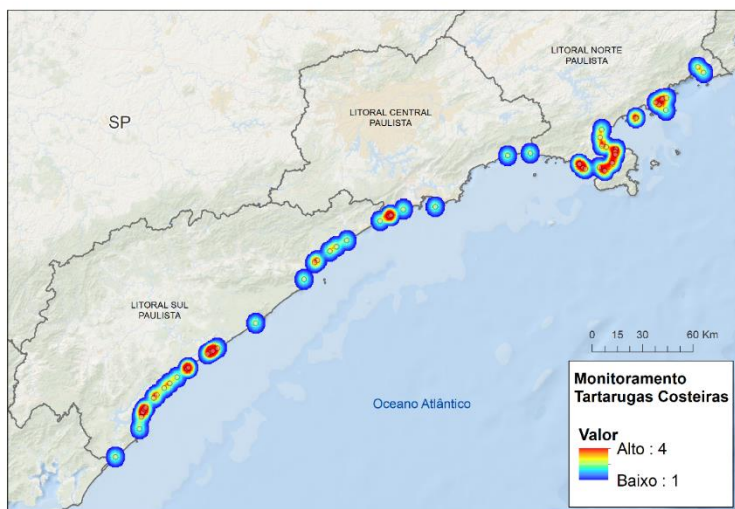 LITORAL NORTE
PAULISTA
LITORAL CENTRAL
PAULISTA
SP
LITORAL SUL
PAULISTA
0 15 30 60 Km
Oceano Atlântico
Monitoramento
Tartarugas Costeiras
Valor
Alto : 4
Baixo : 1